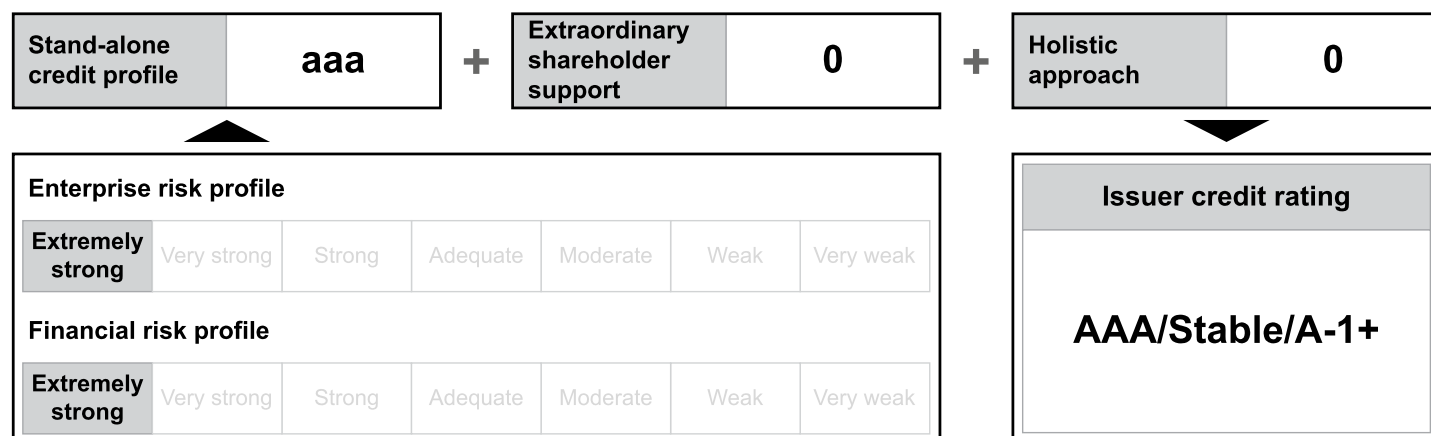 Stand-alone
credit profile
aaa
+
Extraordinary
shareholder
support
0
+
Holistic
approach
0
Enterprise risk profile
Extremely
strong
Very strong
Strong
Adequate
Moderate
Weak
Very weak
Financial risk profile
Extremely
strong
Very strong
Strong
Adequate
Moderate
Weak
Very weak
Issuer credit rating
AAA/Stable/A-1+